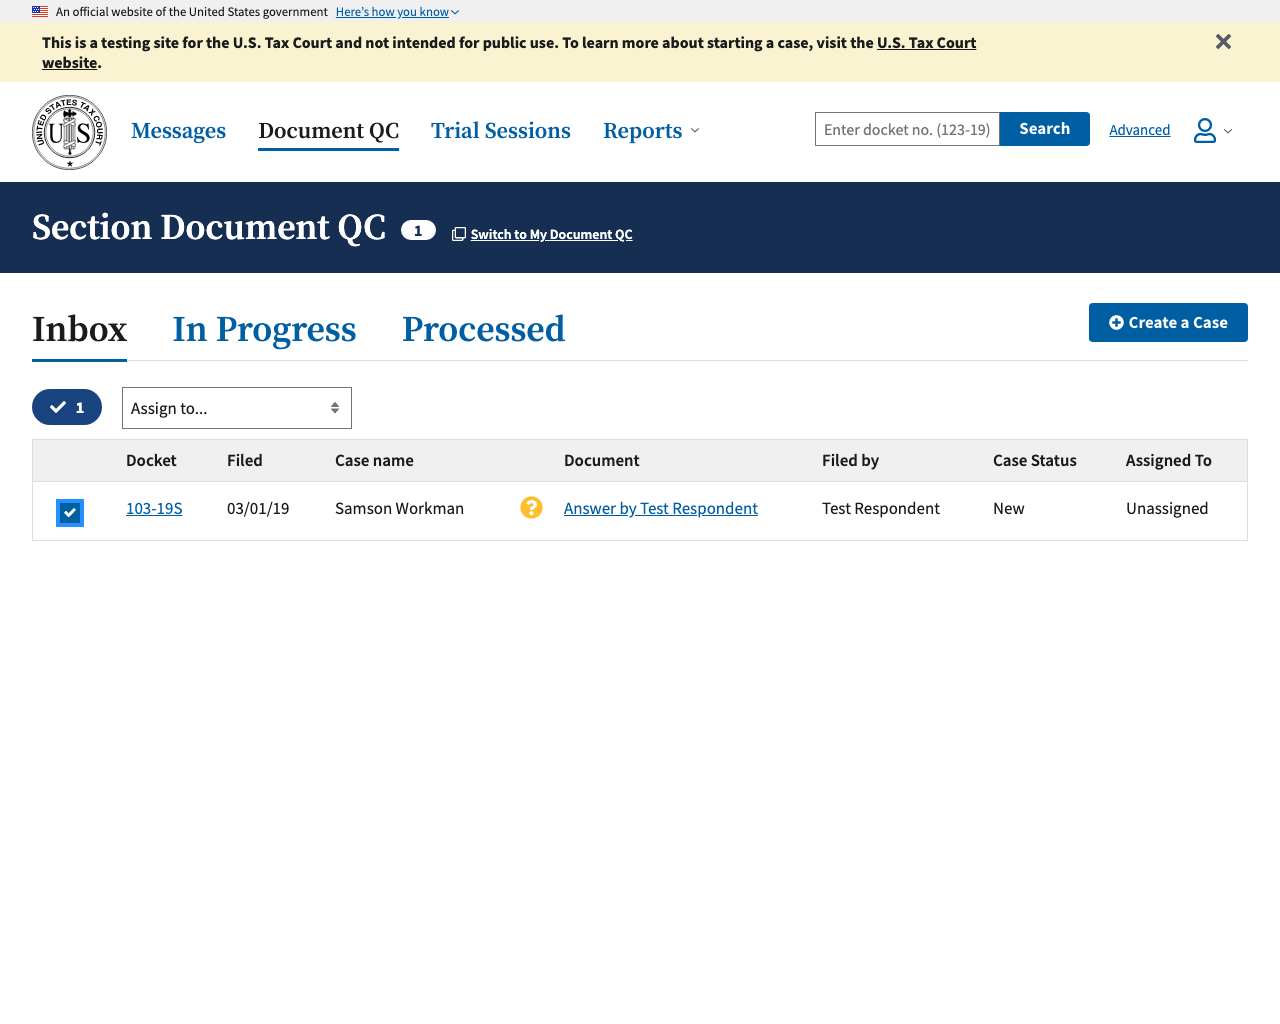 An official website of the United States government Here's how you know
This is a testing site for the U.S. Tax Court and not intended for public use. To learn more about starting a case, visit the U.S. Tax Court
website.
UNITED STATES TAX COURT
US
Messages Document QC Trial Sessions Reports
Enter docket no. (123-19) Search Advanced
Section Document QC 1 Switch to My Document QC
Inbox In Progress Processed
Create a Case
1 Assign to...
Docket Filed Case name Document Filed by Case Status Assigned To
103-19S 03/01/19 Samson Workman ? Answer by Test Respondent Test Respondent New Unassigned